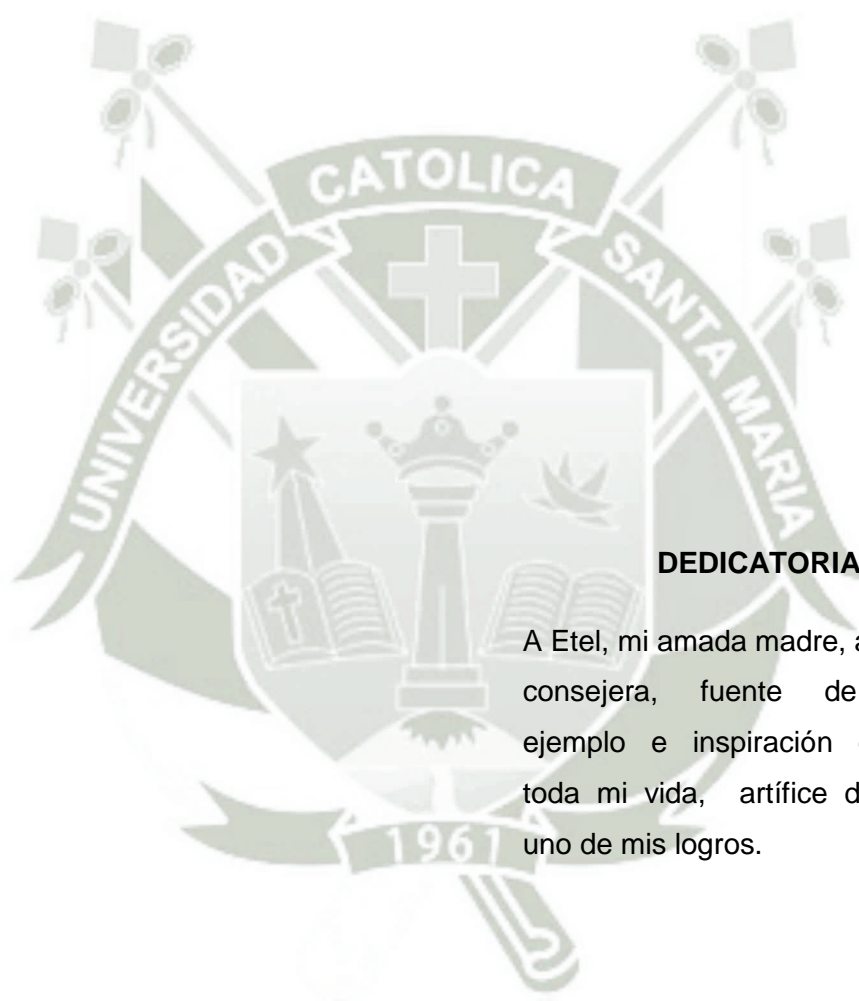 CATOLICA
UNIVERSIDAD
SANTA MARIA
DEDICATORIA
A Etel, mi amada madre,
consejera, fuente de
ejemplo e inspiración
toda mi vida, artífice
uno de mis logros.
1961